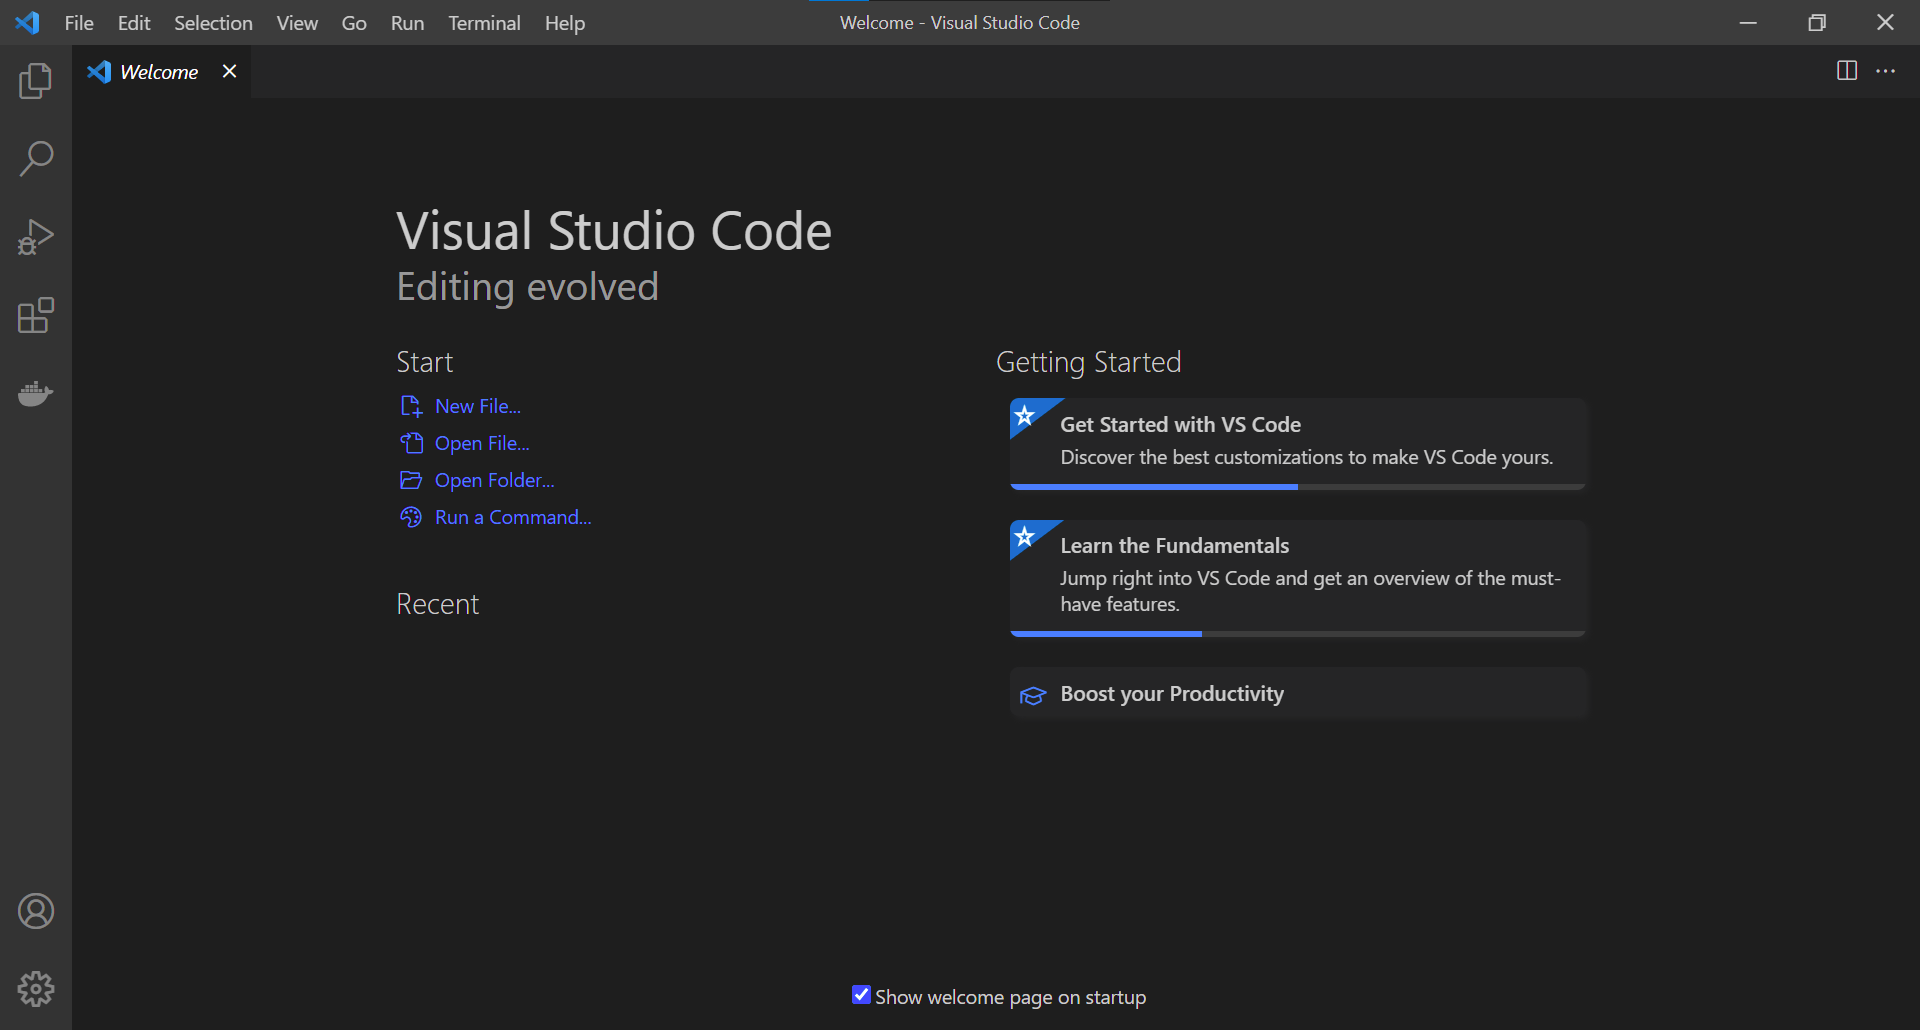 File Edit Selection View Go Run Terminal Help
Welcome - Visual Studio Code
Welcome
Visual Studio Code
Editing evolved
Start
New File...
Open File...
Open Folder...
Run a Command...
Recent
Getting Started
Get Started with VS Code
Discover the best customizations to make VS Code yours.
Learn the Fundamentals
Jump right into VS Code and get an overview of the must-
have features.
Boost your Productivity
Show welcome page on startup